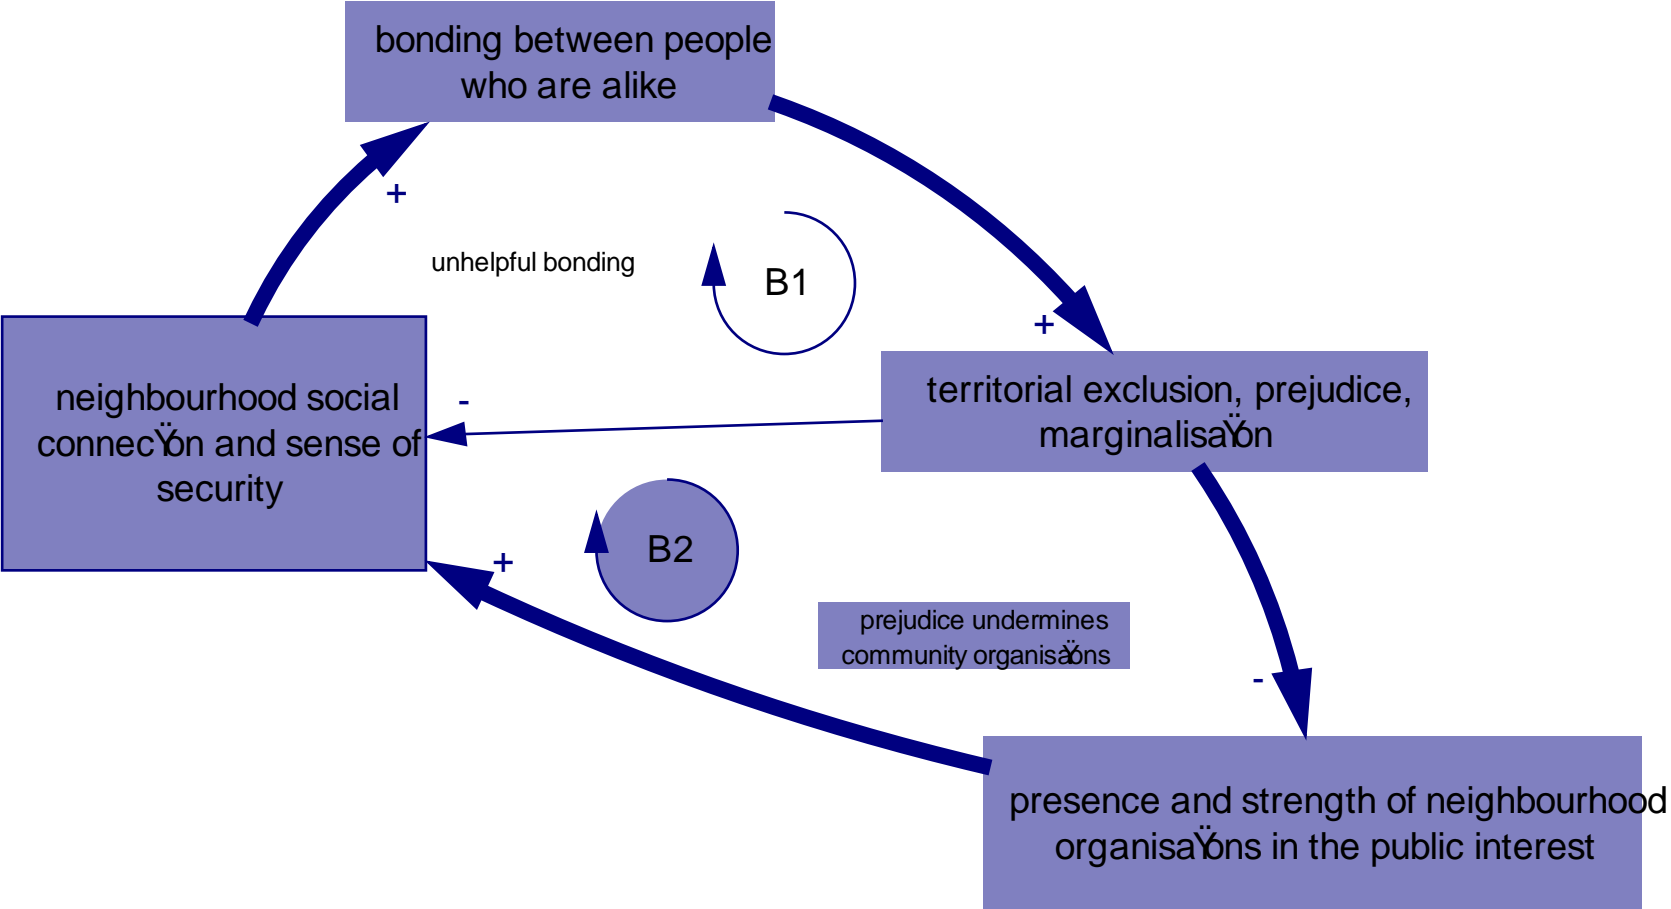 bonding between people
who are alike
+
unhelpful bonding
B1
+
neighbourhood social
connecŸon and sense of
security
-
territorial exclusion, prejudice,
marginalisaŸon
B2
+
prejudice undermines
community organisaŸons
-
presence and strength of neighbourhood
organisaŸons in the public interest